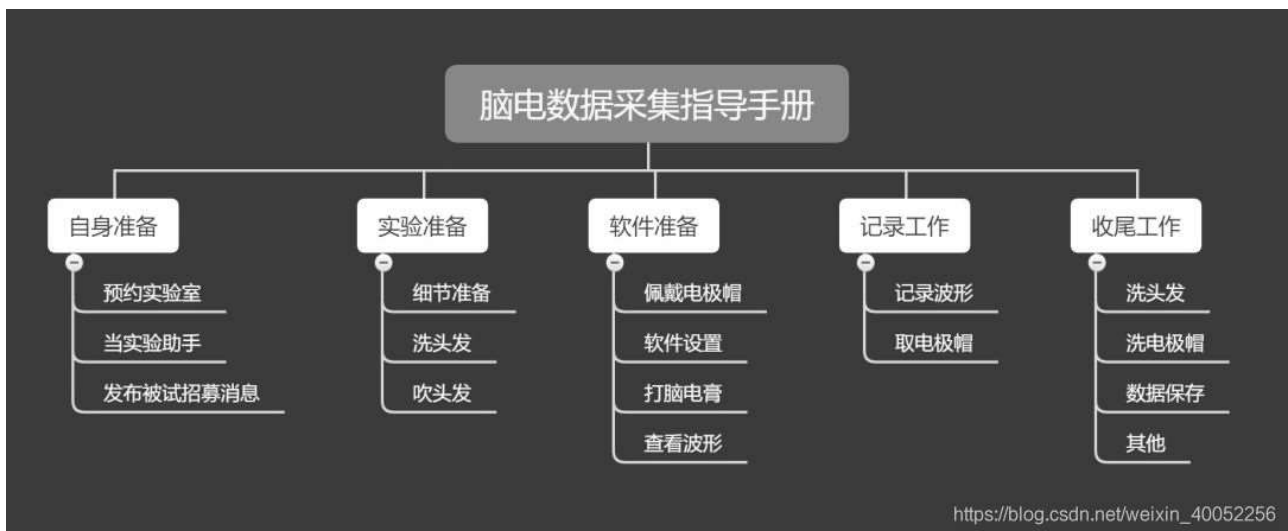 脑电数据采集指导手册
自身准备
预约实验室
当实验助手
发布被试招募消息
实验准备
细节准备
洗头发
吹头发
软件准备
佩戴电极帽
软件设置
打脑电膏
查看波形
记录工作
记录波形
取电极帽
收尾工作
洗头发
洗电极帽
数据保存
其他
https://blog.csdn.net/weixin_40052256